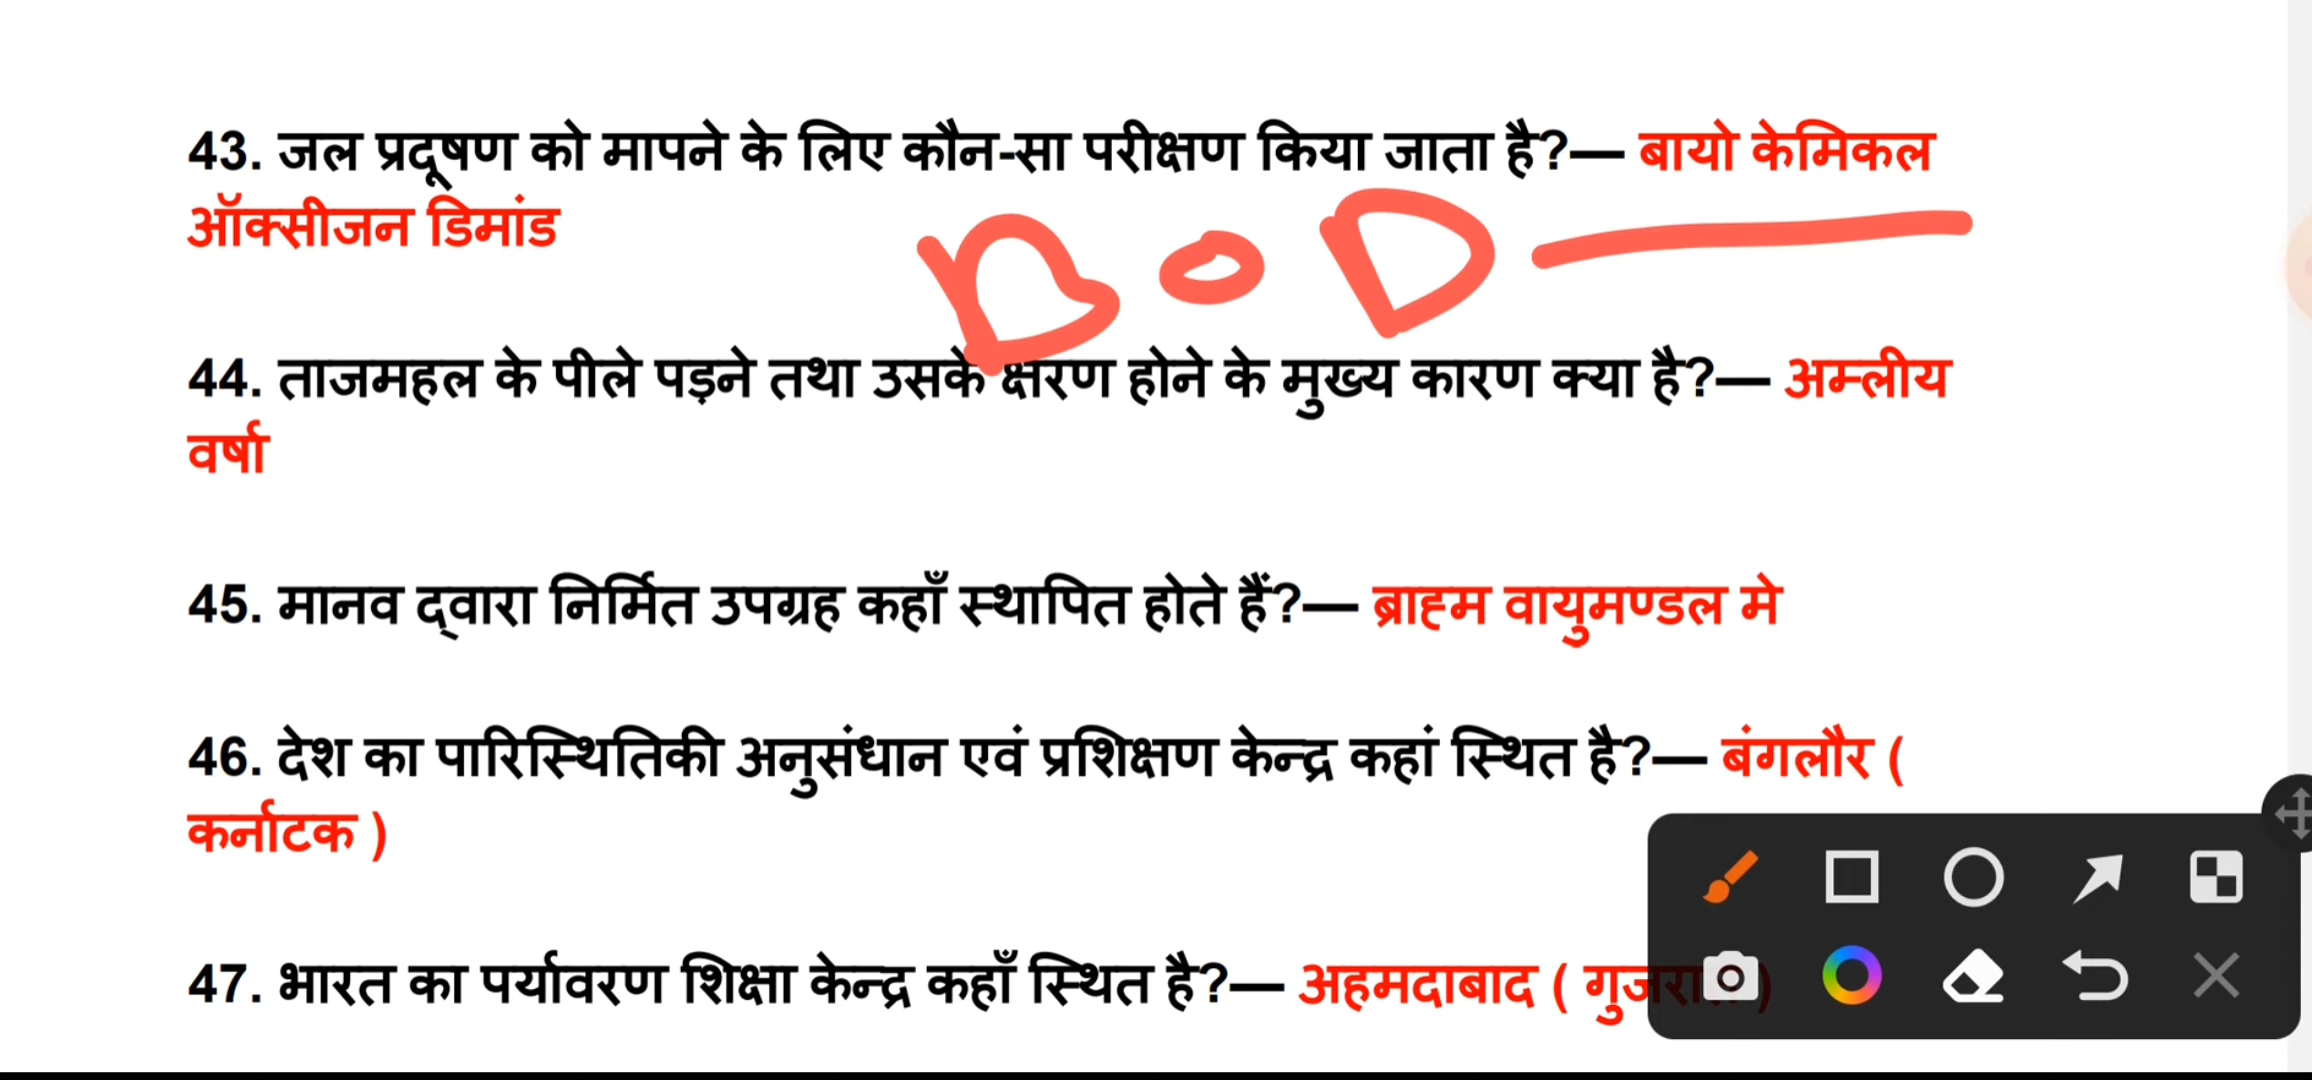 43. जल प्रदूषण को मापने के लिए कौन-सा परीक्षण किया जाता है?— बायो केमिकल
ऑक्सीजन डिमांड
BOD
44. ताजमहल के पीले पड़ने तथा उसके क्षरण होने के मुख्य कारण क्या है?— अम्लीय
वर्षा
45. मानव द्वारा निर्मित उपग्रह कहाँ स्थापित होते हैं?— ब्राह्म वायुमण्डल मे
46. देश का पारिस्थितिकी अनुसंधान एवं प्रशिक्षण केन्द्र कहां स्थित है?— बंगलौर (
कर्नाटक )
47. भारत का पर्यावरण शिक्षा केन्द्र कहाँ स्थित है?— अहमदाबाद ( गुजरात )